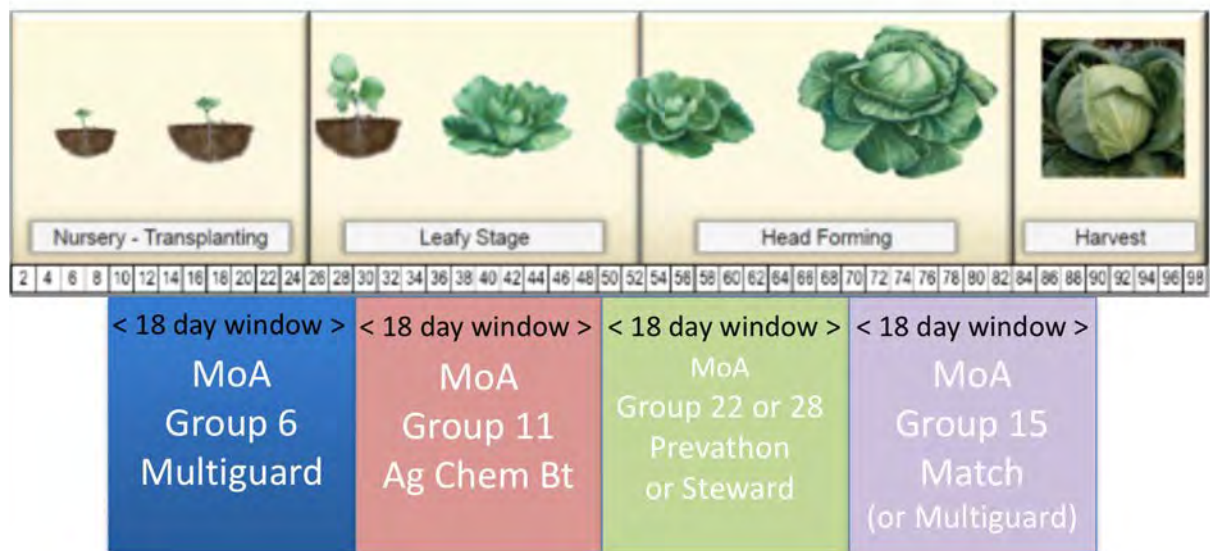 Nursery - Transplanting
Leafy Stage
Head Forming
Harvest
2 4 6 8 10 12 14 16 18 20 22 24 26 28 30 32 34 36 38 40 42 44 46 48 50 52 54 56 58 60 62 64 66 68 70 72 74 76 78 80 82 84 86 88 90 92 94 96 98
< 18 day window >
MoA
Group 6
Multiguard
< 18 day window >
MoA
Group 11
Ag Chem Bt
< 18 day window >
MoA
Group 22 or 28
Prevathon
or Steward
< 18 day window >
MoA
Group 15
Match
(or Multiguard)